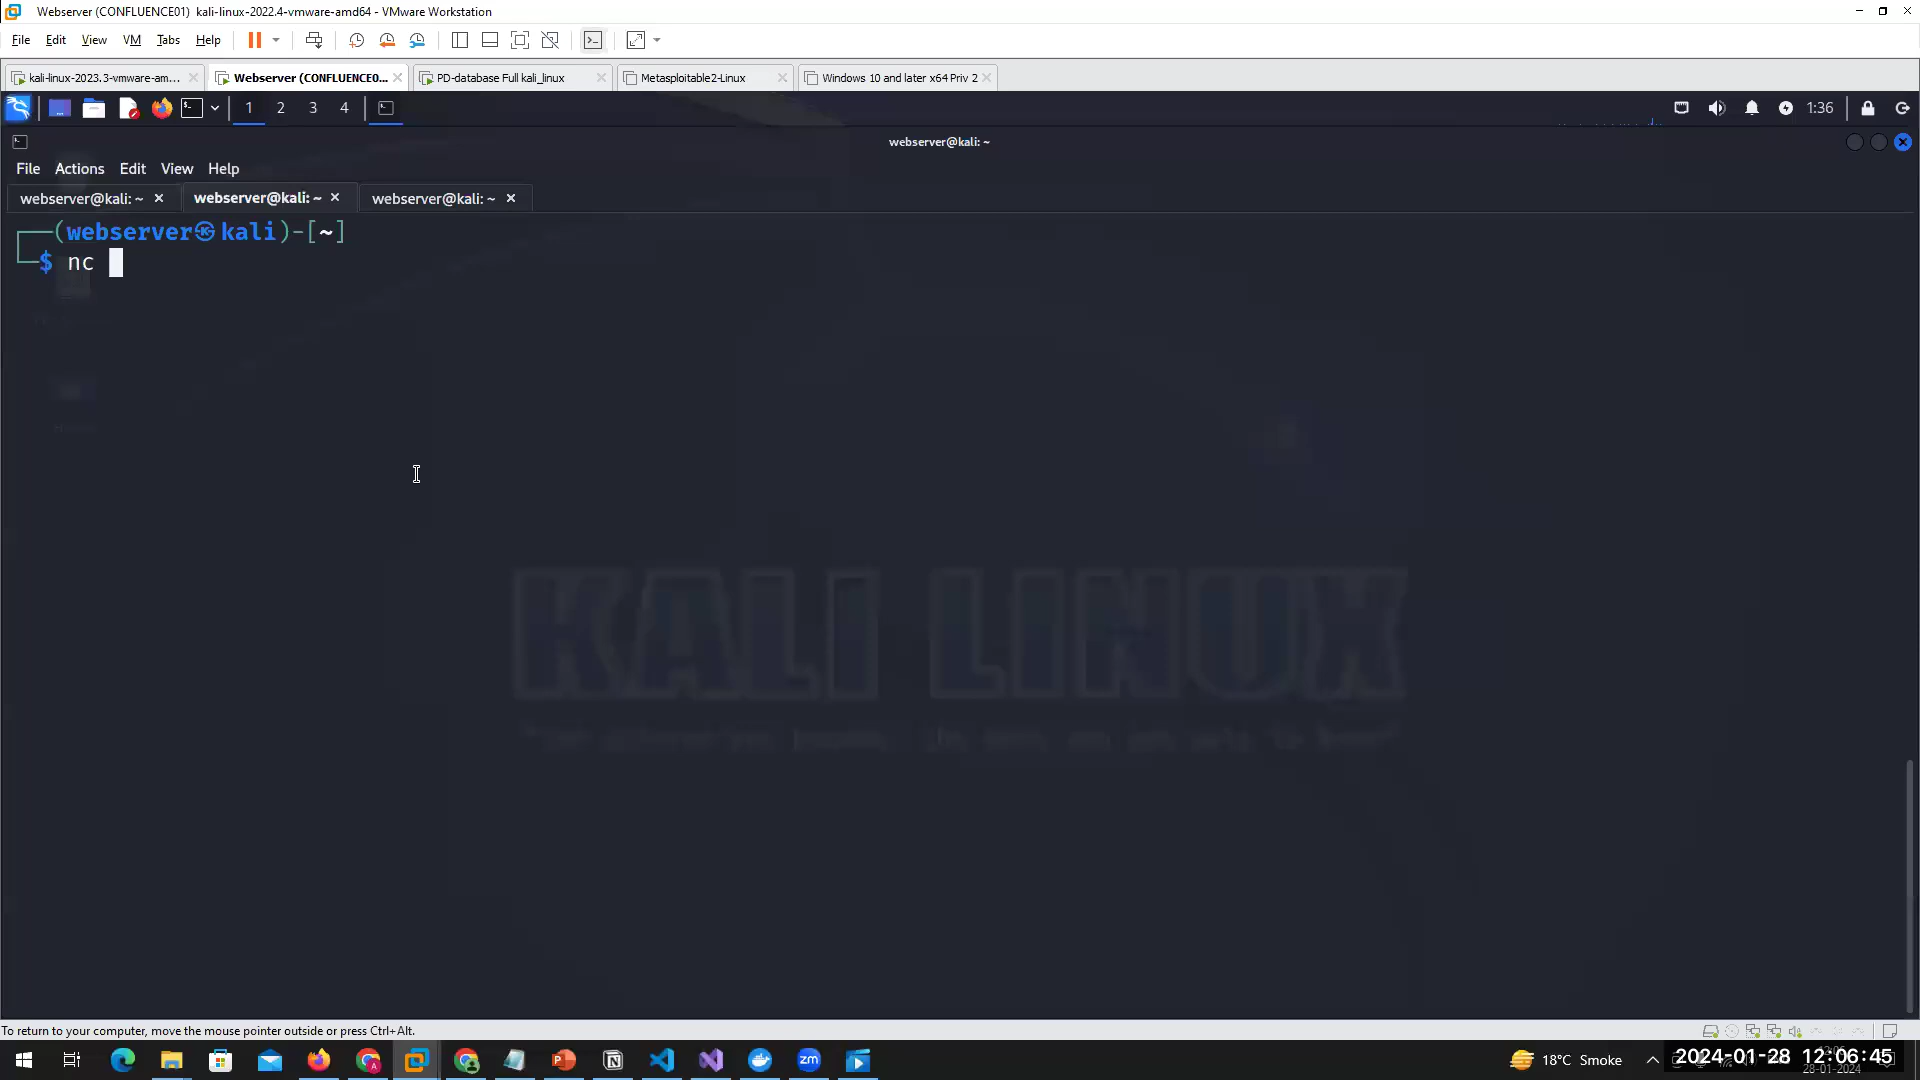 Webserver (CONFLUENCE01) kali-linux-2022.4-vmware-amd64 - VMware Workstation
File Edit View VM Tabs Help
kali-linux-2023.3-vmware-am... Webserver (CONFLUENCE0... PD-database Full kali_linux Metasploitable2-Linux Windows 10 and later x64 Priv 2
1 2 3 4 1:36
webserver@kali: ~
File Actions Edit View Help
webserver@kali: ~ webserver@kali: ~ webserver@kali: ~
(webserver㉿kali)-[~]
$ nc
KALI LINUX
To return to your computer, move the mouse pointer outside or press Ctrl+Alt.
18°C Smoke 2024-01-28 12:06:45
28-01-2024